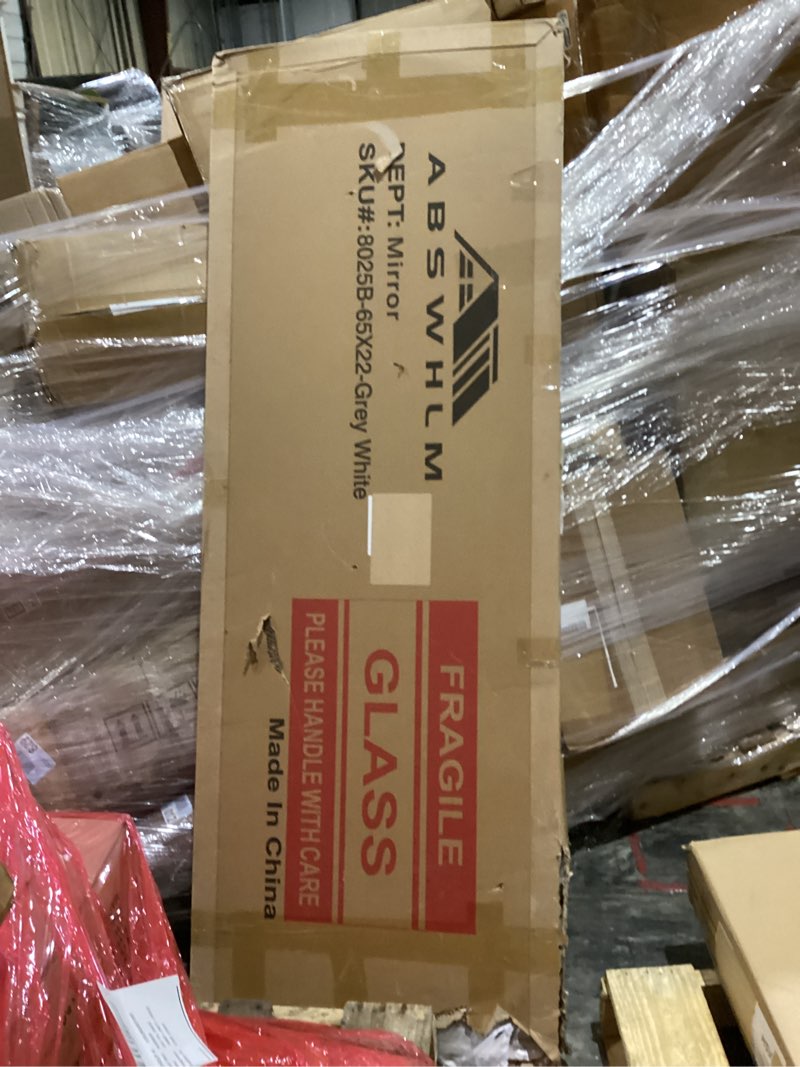 ABSWHLM
DEPT: Mirror
SKU#:8025B-65X22-Grey White
FRAGILE
GLASS
PLEASE HANDLE WITH CARE
Made In China